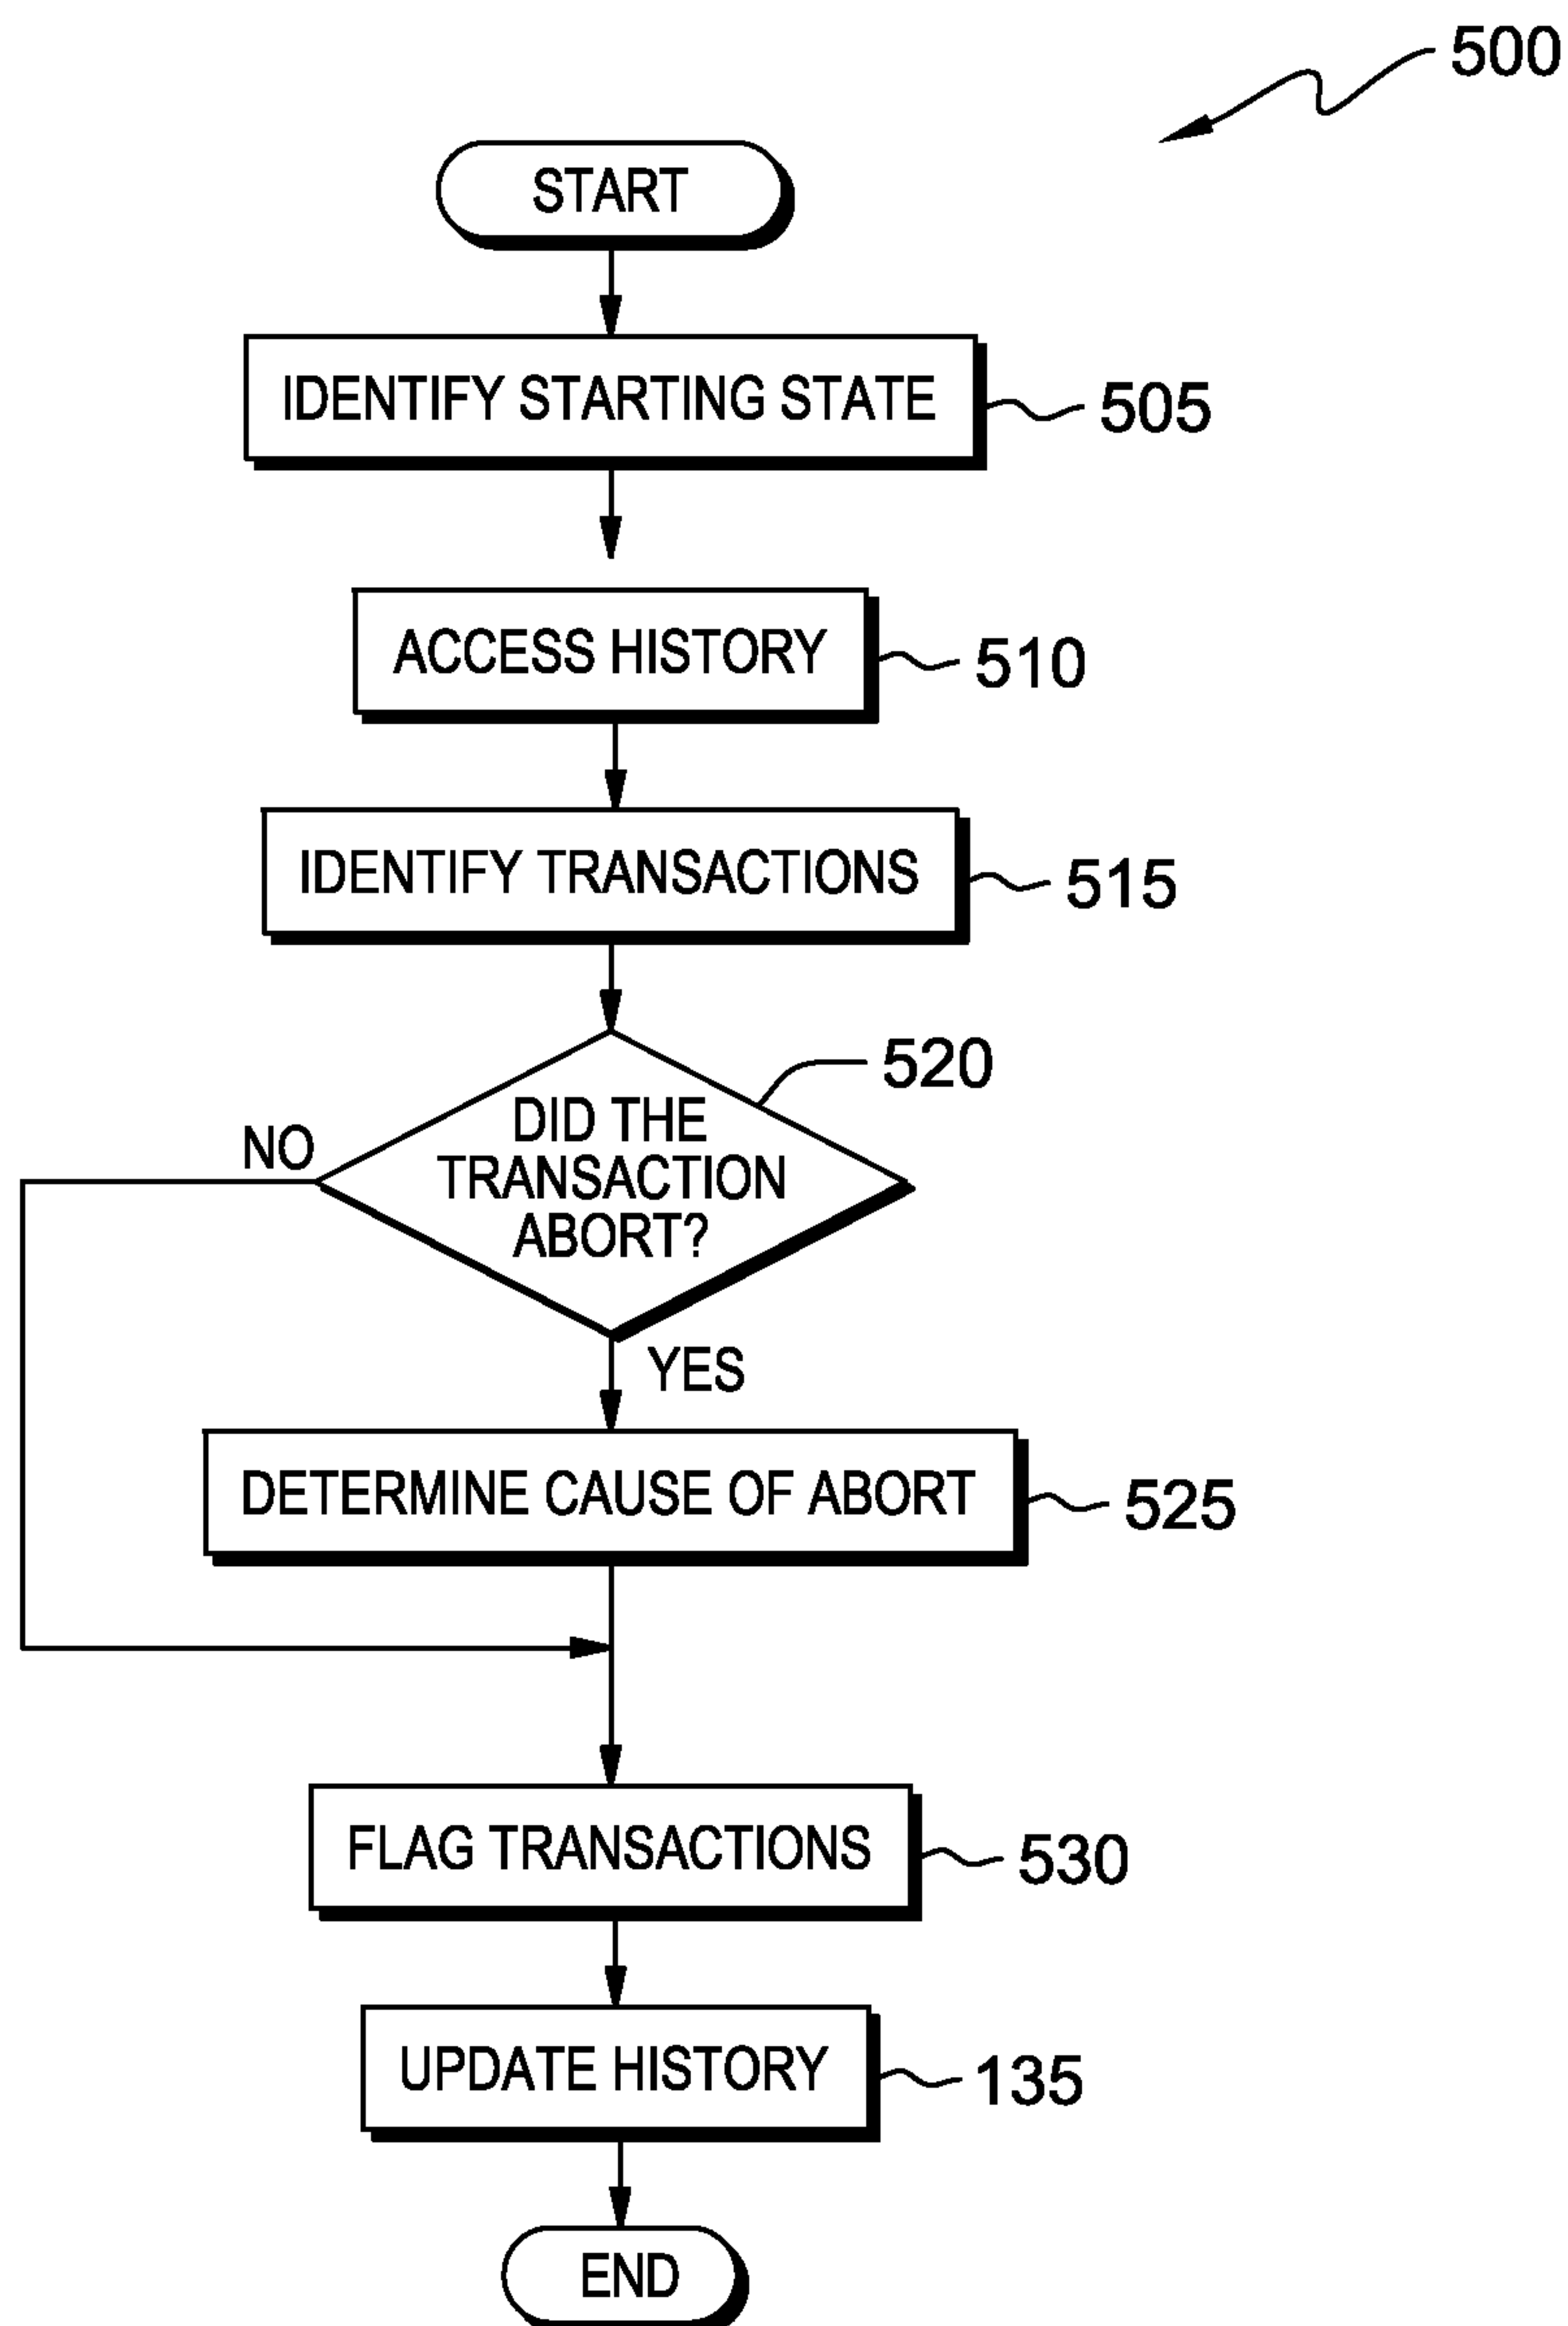 500
START
IDENTIFY STARTING STATE
505
ACCESS HISTORY
510
IDENTIFY TRANSACTIONS
515
520
DID THE
TRANSACTION
ABORT?
NO
YES
DETERMINE CAUSE OF ABORT
525
FLAG TRANSACTIONS
530
UPDATE HISTORY
135
END